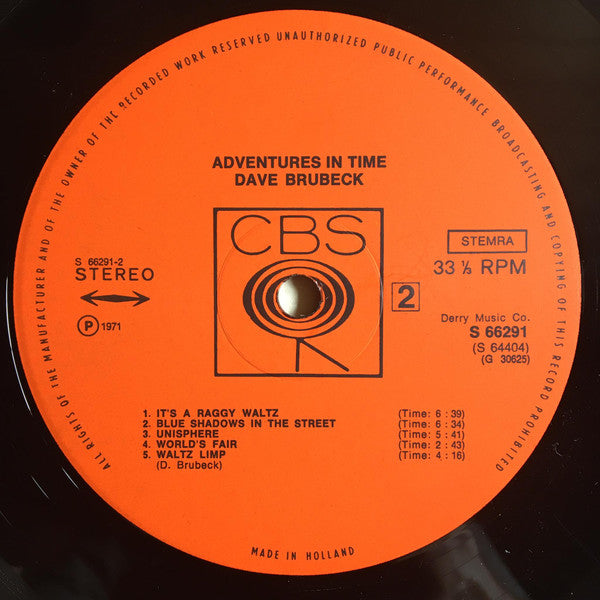 ALL RIGHTS OF THE MANUFACTURER AND OF THE OWNER OF THE RECORDED WORK RESERVED UNAUTHORIZED PUBLIC PERFORMANCE BROADCASTING AND COPYING OF THIS RECORD PROHIBITED
ADVENTURES IN TIME
DAVE BRUBECK
CBS
S 66291-2
STEREO
P 1971
STEMRA
33 ⅓ RPM
2
Derry Music Co.
S 66291
(S 64404)
(G 30625)
1. IT'S A RAGGY WALTZ (Time: 6 : 39)
2. BLUE SHADOWS IN THE STREET (Time: 6 : 34)
3. UNISPHERE (Time: 5 : 41)
4. WORLD'S FAIR (Time: 2 : 43)
5. WALTZ LIMP (Time: 4 : 16)
(D. Brubeck)
MADE IN HOLLAND